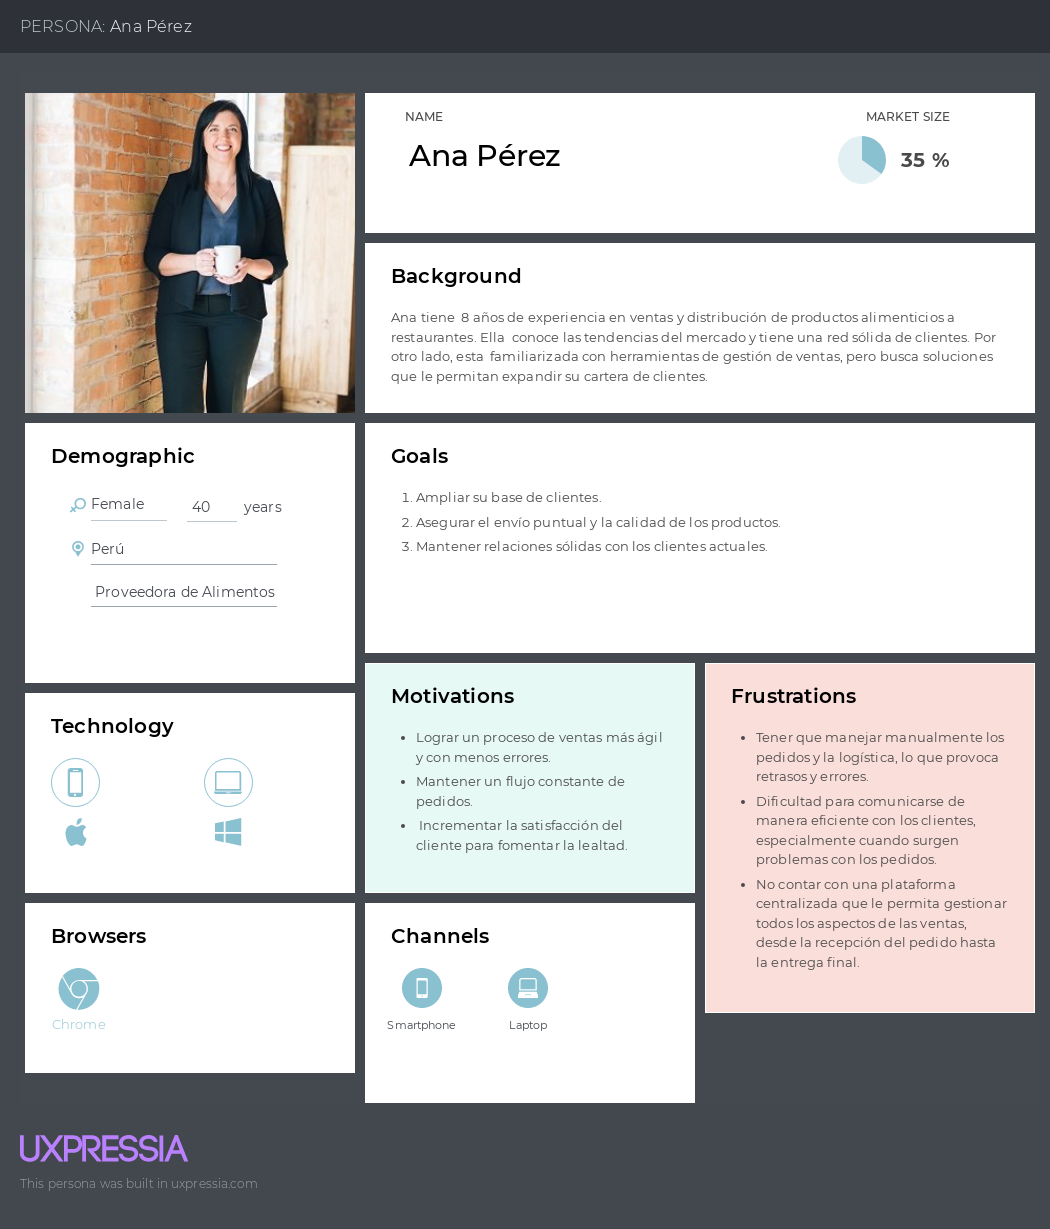 PERSONA: Ana Pérez
NAME
MARKET SIZE
Ana Pérez
35 %
Background
Ana tiene 8 años de experiencia en ventas y distribución de productos alimenticios a
restaurantes. Ella conoce las tendencias del mercado y tiene una red sólida de clientes. Por
otro lado, esta familiarizada con herramientas de gestión de ventas, pero busca soluciones
que le permitan expandir su cartera de clientes.
Demographic
Female
40 years
Perú
Proveedora de Alimentos
Goals
1. Ampliar su base de clientes.
2. Asegurar el envío puntual y la calidad de los productos.
3. Mantener relaciones sólidas con los clientes actuales.
Technology
Motivations
• Lograr un proceso de ventas más ágil
y con menos errores.
• Mantener un flujo constante de
pedidos.
• Incrementar la satisfacción del
cliente para fomentar la lealtad.
Frustrations
• Tener que manejar manualmente los
pedidos y la logística, lo que provoca
retrasos y errores.
• Dificultad para comunicarse de
manera eficiente con los clientes,
especialmente cuando surgen
problemas con los pedidos.
• No contar con una plataforma
centralizada que le permita gestionar
todos los aspectos de las ventas,
desde la recepción del pedido hasta
la entrega final.
Browsers
Chrome
Channels
Smartphone
Laptop
UXPRESSIA
This persona was built in uxpressia.com